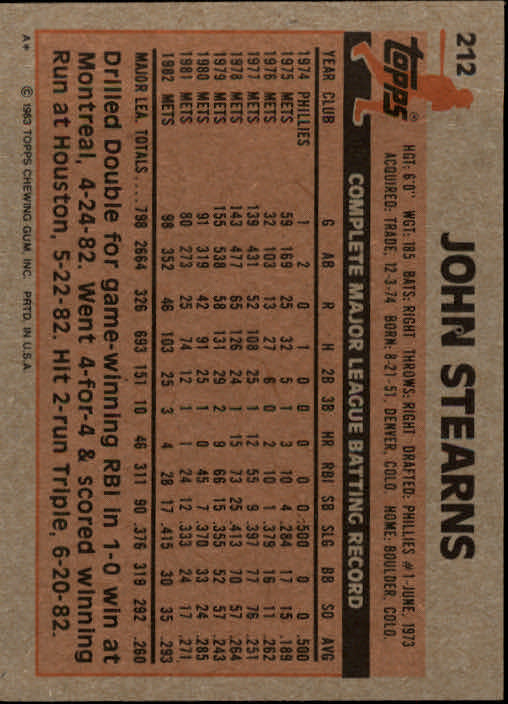 212
JOHN STEARNS
topps®
HGT: 6'0" WGT: 185 BATS: RIGHT THROWS: RIGHT DRAFTED: PHILLIES #1-JUNE, 1973
ACQUIRED: TRADE, 12-3-74 BORN: 8-21-51, DENVER, COLO. HOME: BOULDER, COLO.
COMPLETE MAJOR LEAGUE BATTING RECORD
YEAR CLUB G AB R H 2B 3B HR RBI SB SLG BB SO AVG
1974 PHILLIES 1 2 0 1 0 0 0 0 0 .500 0 0 .500
1975 METS 59 169 25 32 5 1 3 10 4 .284 17 15 .189
1976 METS 32 103 13 27 6 0 2 10 1 .379 16 11 .262
1977 METS 139 431 52 108 25 1 12 55 9 .397 77 76 .251
1978 METS 143 477 65 126 24 1 15 73 25 .413 70 57 .264
1979 METS 155 538 58 131 29 2 9 66 15 .355 52 57 .243
1980 METS 91 319 42 91 25 1 0 45 7 .370 33 24 .285
1981 METS 80 273 25 74 12 1 1 24 12 .333 24 17 .271
1982 METS 98 352 46 103 25 3 4 28 17 .415 30 35 .293
MAJOR LEA. TOTALS.... 798 2664 326 693 151 10 46 311 90 .376 319 292 .260
Drilled Double for game-winning RBI in 1-0 win at
Montreal, 4-24-82. Went 4-for-4 & scored winning
Run at Houston, 5-22-82. Hit 2-run Triple, 6-20-82.
A* © 1983 TOPPS CHEWING GUM INC. PRTD. IN U.S.A.